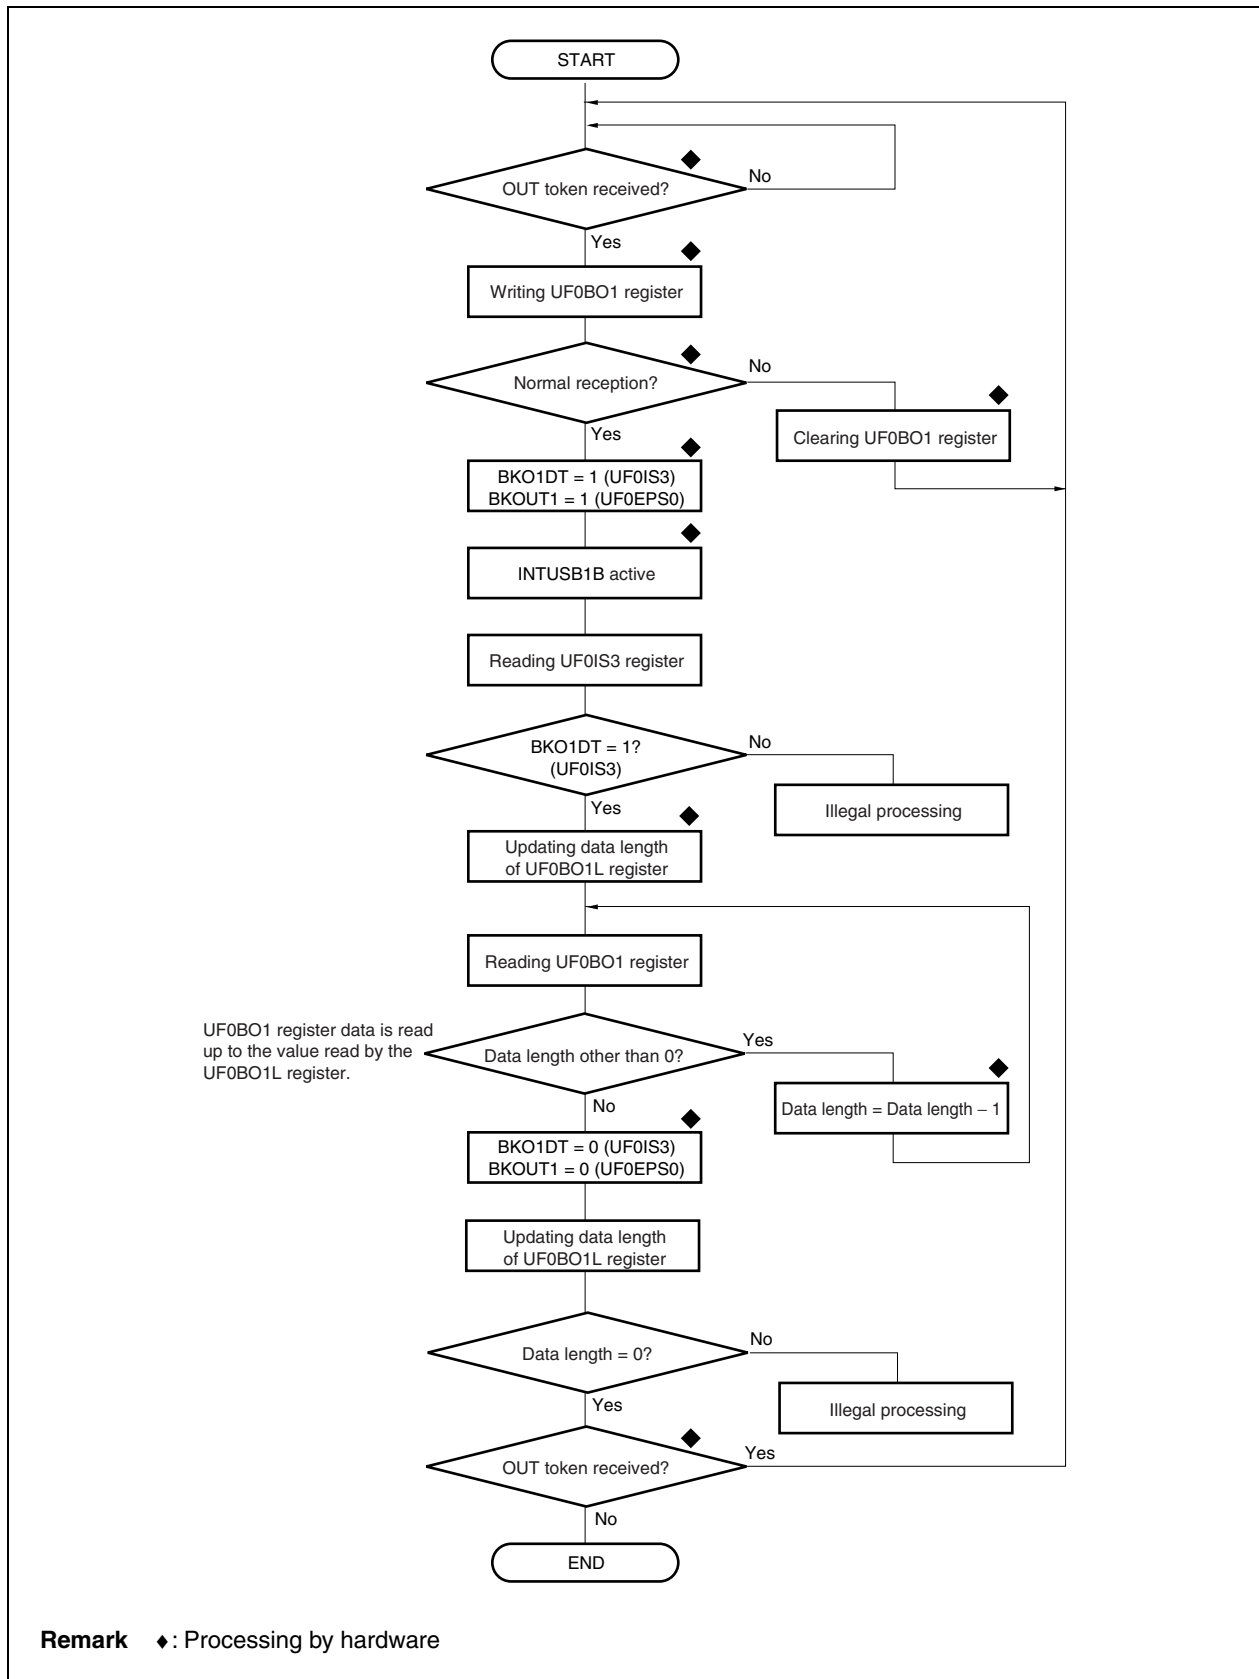 START
OUT token received?
No
Yes
Writing UF0BO1 register
Normal reception?
No
Yes
Clearing UF0BO1 register
BKO1DT = 1 (UF0IS3)
BKOUT1 = 1 (UF0EPS0)
INTUSB1B active
Reading UF0IS3 register
BKO1DT = 1?
(UF0IS3)
No
Yes
Illegal processing
Updating data length
of UF0BO1L register
Reading UF0BO1 register
UF0BO1 register data is read
up to the value read by the
UF0BO1L register.
Data length other than 0?
Yes
No
Data length = Data length – 1
BKO1DT = 0 (UF0IS3)
BKOUT1 = 0 (UF0EPS0)
Updating data length
of UF0BO1L register
Data length = 0?
No
Yes
Illegal processing
OUT token received?
Yes
No
END
Remark ♦: Processing by hardware